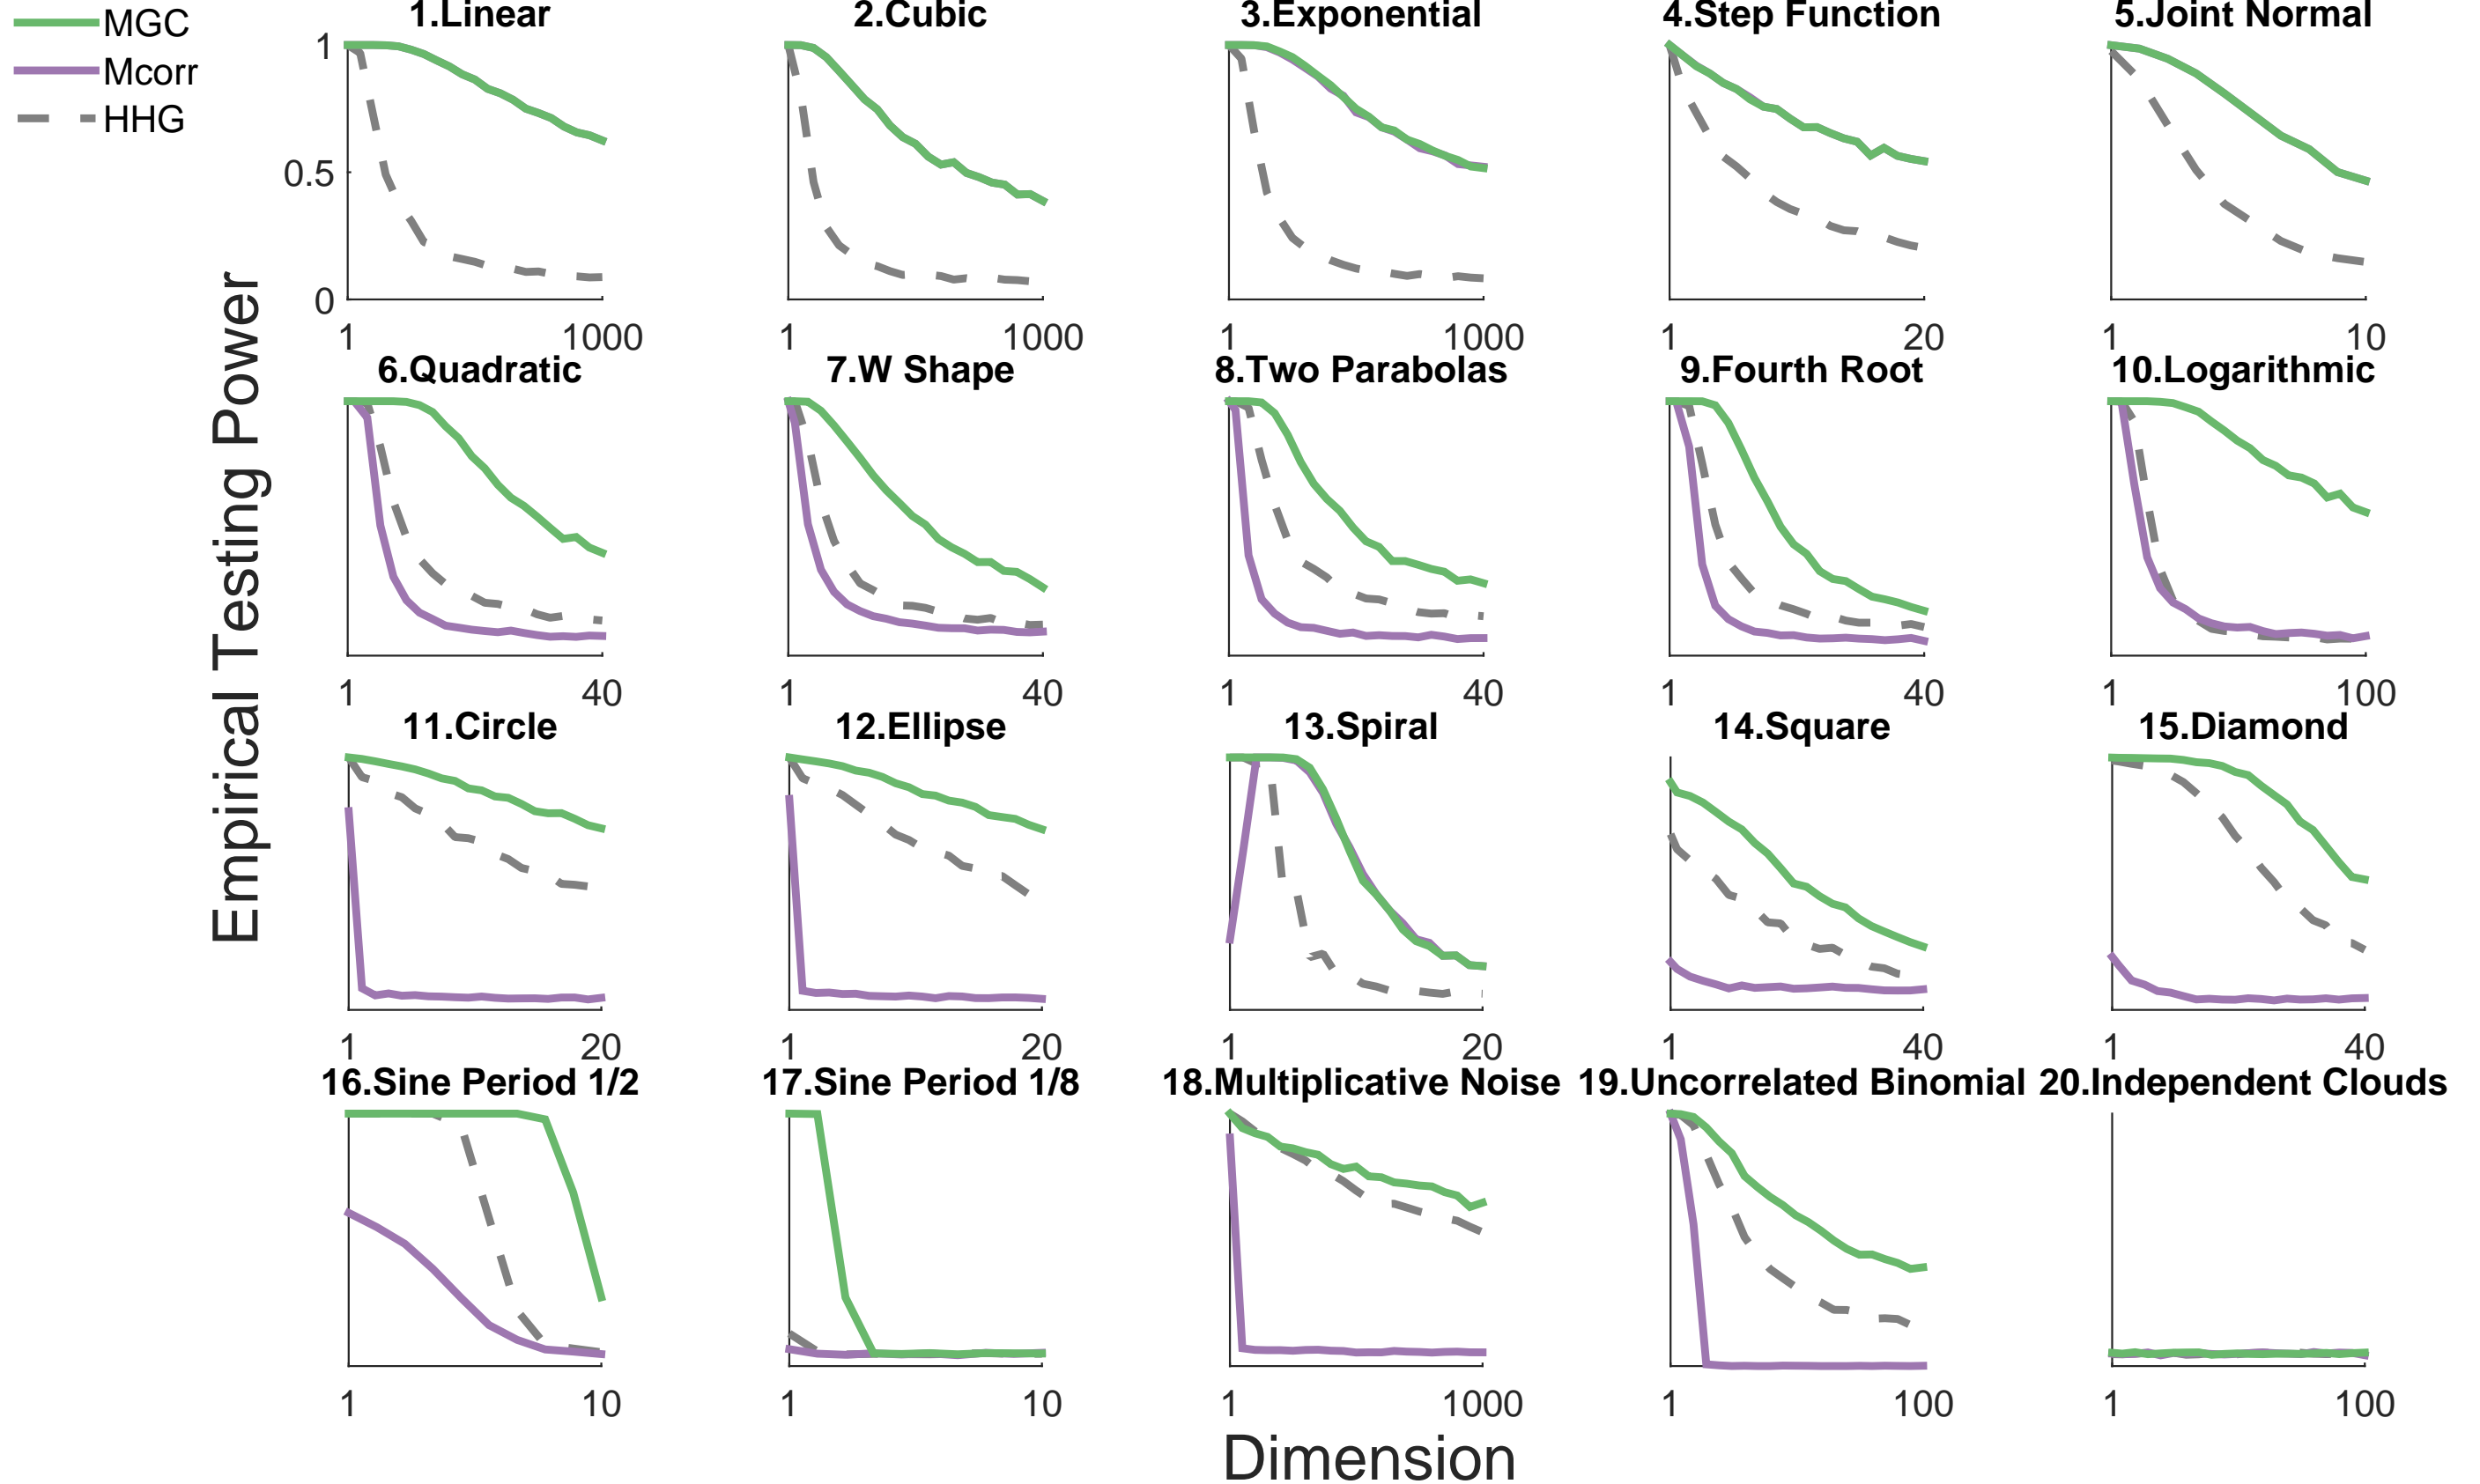 MGC
Mcorr
HHG
Empirical Testing Power
1.Linear
2.Cubic
3.Exponential
4.Step Function
5.Joint Normal
1
0.5
0
1 1000
1 1000
1 1000
1 20
1 10
6.Quadratic
7.W Shape
8.Two Parabolas
9.Fourth Root
10.Logarithmic
1 40
1 40
1 40
1 40
1 100
11.Circle
12.Ellipse
13.Spiral
14.Square
15.Diamond
1 20
1 20
1 20
1 40
1 40
16.Sine Period 1/2
17.Sine Period 1/8
18.Multiplicative Noise
19.Uncorrelated Binomial
20.Independent Clouds
1 10
1 10
1 1000
1 100
1 100
Dimension